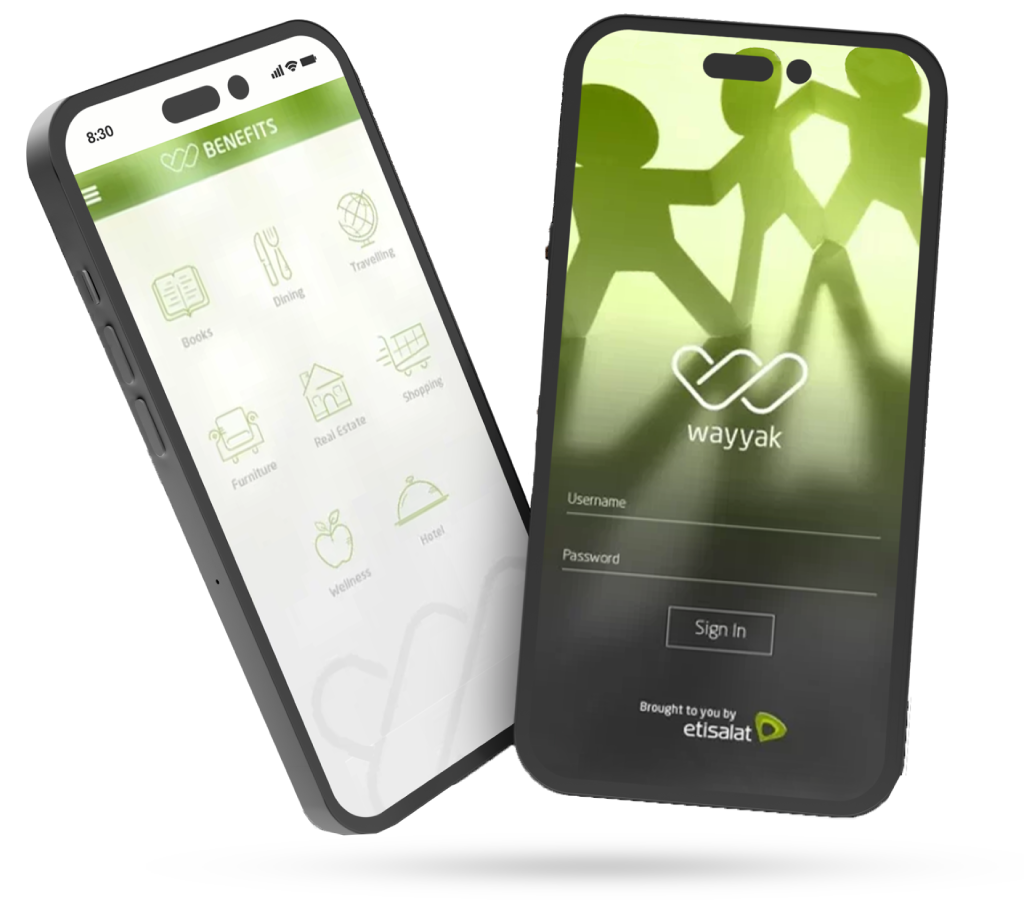 8:30
BENEFITS
Books
Dining
Travelling
Furniture
Real Estate
Shopping
Wellness
Hotel
wayyak
Username
Password
Sign In
Brought to you by
etisalat